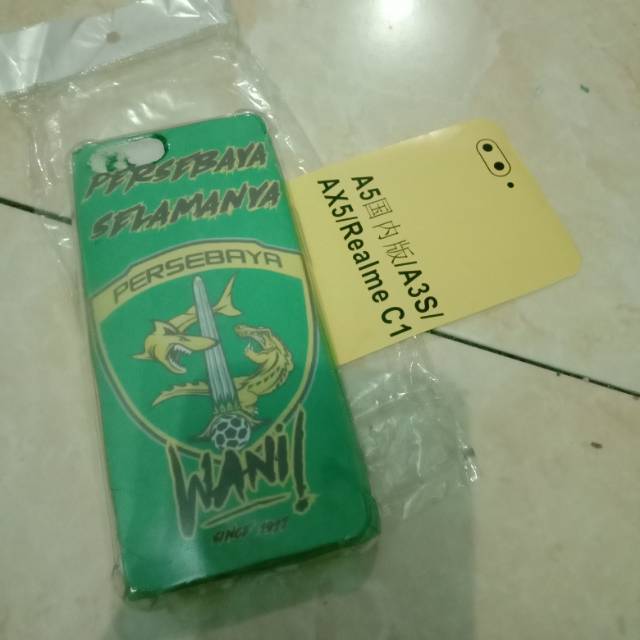 PERSEBAYA
SELAMANYA
PERSEBAYA
WANI!
SINCE 1927
A5国内版/A3S/
AX5/Realme C1